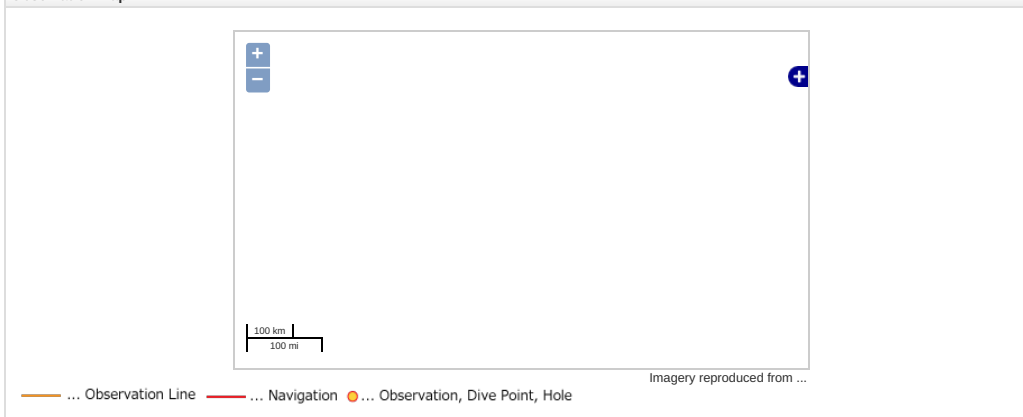 +
−
+
100 km
100 mi
Imagery reproduced from ...
... Observation Line ... Navigation ... Observation, Dive Point, Hole